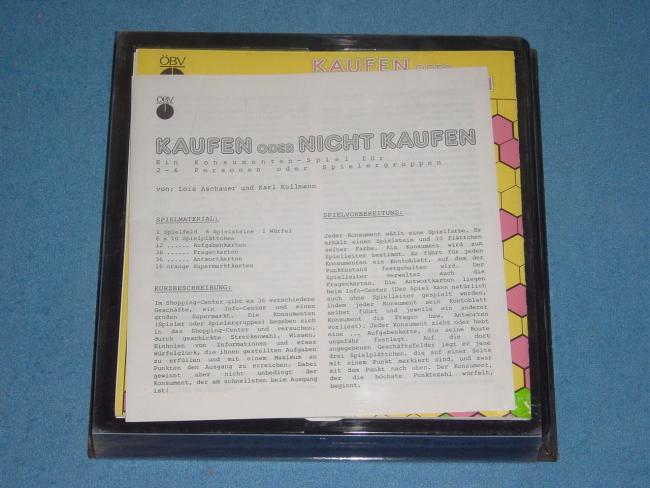 ÖBV
KAUFEN ODER
ÖBV
KAUFEN ODER NICHT KAUFEN
Ein Konsumenten-Spiel für
2-6 Personen oder Spielergruppen
von: Lois Aschauer und Karl Kollmann
SPIELMATERIAL:
1 Spielfeld 6 Spielsteine 1 Würfel
6 x 10 Spielplättchen
12 ...... Aufgabenkarten
36 ...... Fragenkarten
36 ...... Antwortkarten
16 orange Supermarktkarten
KURZBESCHREIBUNG:
Im Shopping-Center gibt es 36 verschiedene
Geschäfte, ein Info-Center und einen
großen Supermarkt. Die Konsumenten
(Spieler oder Spielergruppen) begeben sich
in das Shopping-Center und versuchen,
durch geschickte Streckenwahl, Wissen,
Einholen von Informationen und etwas
Würfelglück, die ihnen gestellten Aufgaben
zu erfüllen und mit einem Maximum an
Punkten den Ausgang zu erreichen. Dabei
gewinnt aber nicht unbedingt der
Konsument, der am schnellsten beim Ausgang
ist!
SPIELVORBEREITUNG:
Jeder Konsument wählt eine Spielfarbe. Er
erhält einen Spielstein und 10 Plättchen
seiner Farbe. Ein Konsument wird zum
Spielleiter bestimmt. Er führt für jeden
Konsumenten ein Kontoblatt, auf dem der
Punktestand festgehalten wird. Der
Spielleiter verwaltet auch die
Fragenkarten. Die Antwortkarten liegen
beim Info-Center (Das Spiel kann natürlich
auch ohne Spielleiter gespielt werden,
indem jeder Konsument sein Kontoblatt
selbst führt und jeweils ein anderer
Konsument die Fragen bzw. Antworten
vorliest). Jeder Konsument zieht oder hebt
eine ... Aufgabenkarte, die seine Route
ungefähr festlegt. Auf die dort
angegebenen Geschäftsfelder legt er jene
drei Spielplättchen, die auf einer Seite
mit einem Punkt markiert sind, und zwar
mit dem Punkt nach oben. Der Konsument,
der die höchste Punktezahl würfelt,
beginnt.